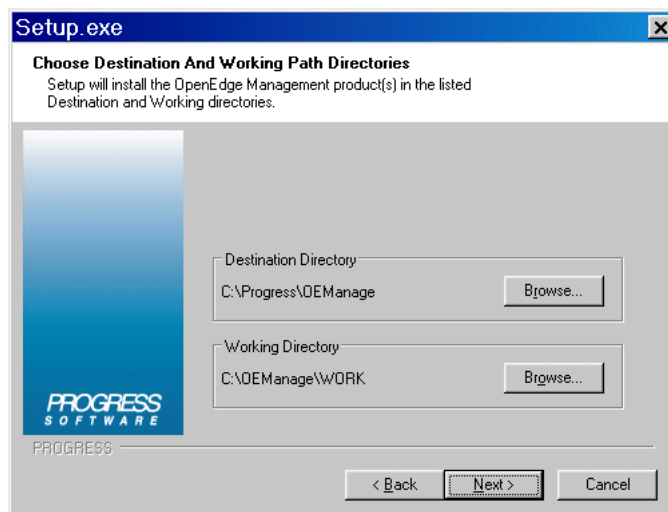 Setup.exe
Choose Destination And Working Path Directories
Setup will install the OpenEdge Management product(s) in the listed
Destination and Working directories.
Destination Directory
C:\Progress\OEManage
Browse...
Working Directory
C:\OEManage\WORK
Browse...
PROGRESS
SOFTWARE
PROGRESS
< Back
Next >
Cancel